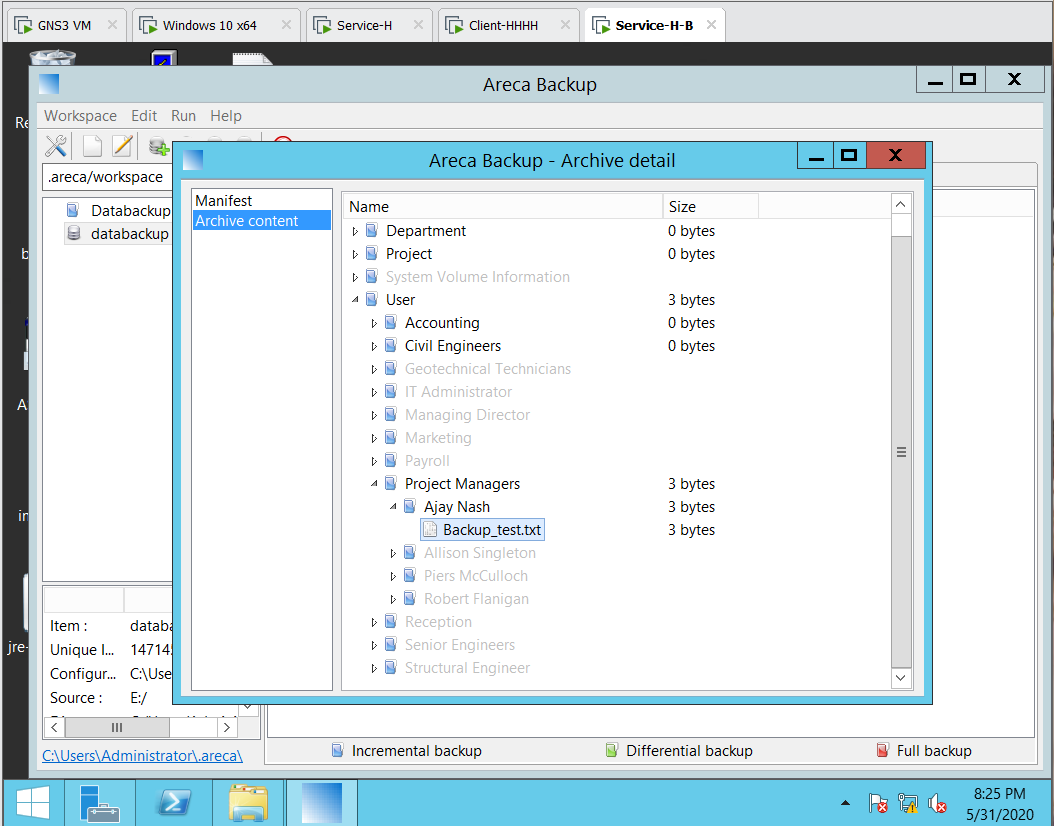 GNS3 VM
Windows 10 x64
Service-H
Client-HHHH
Service-H-B
Areca Backup
Workspace Edit Run Help
Areca Backup - Archive detail
.areca/workspace
Databackup
databackup
Manifest
Archive content
Name Size
Department 0 bytes
Project 0 bytes
System Volume Information
User 3 bytes
Accounting 0 bytes
Civil Engineers 0 bytes
Geotechnical Technicians
IT Administrator
Managing Director
Marketing
Payroll
Project Managers 3 bytes
Ajay Nash 3 bytes
Backup_test.txt 3 bytes
Allison Singleton
Piers McCulloch
Robert Flanigan
Reception
Senior Engineers
Structural Engineer
Item : databa
Unique I... 14714
Configur... C:\Use
Source : E:/
C:\Users\Administrator\.areca\
Incremental backup
Differential backup
Full backup
Re
b
A
in
jre-
8:25 PM
5/31/2020